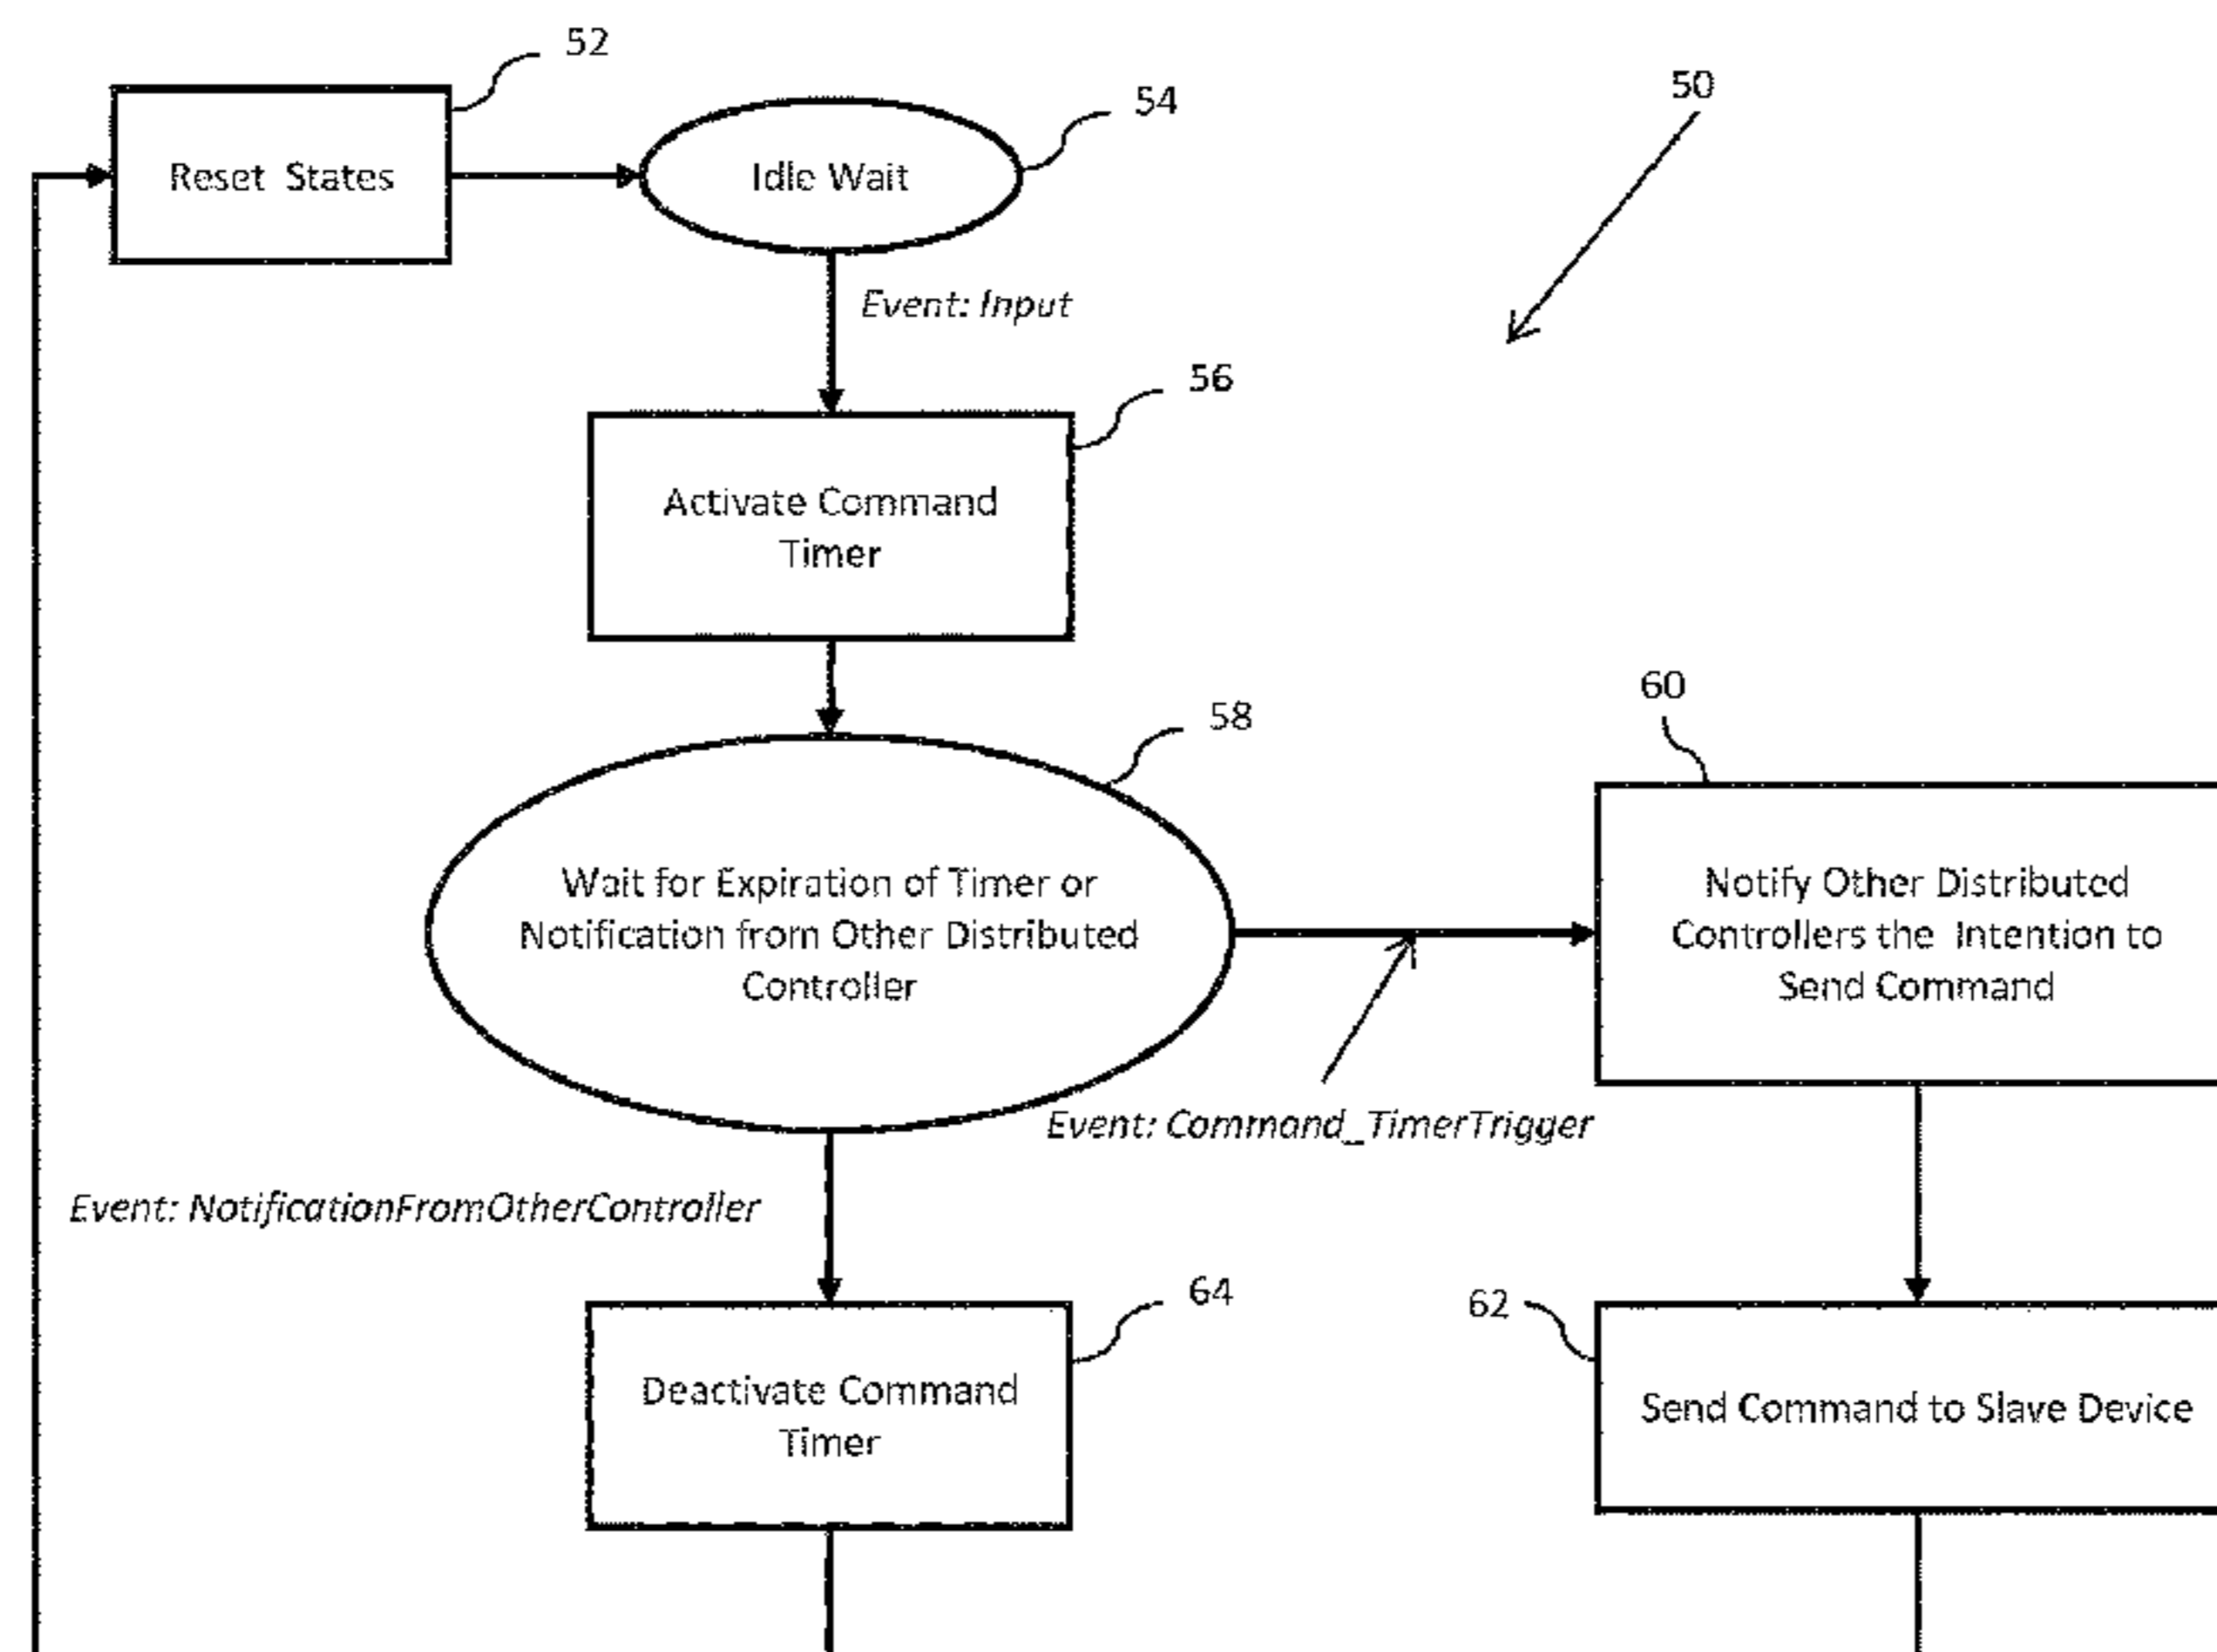 52
54
50
Reset States
Idle Wait
Event: Input
56
Activate Command
Timer
58
60
Wait for Expiration of Timer or
Notification from Other Distributed
Controller
Notify Other Distributed
Controllers the Intention to
Send Command
Event: Command_TimerTrigger
Event: NotificationFromOtherController
64
62
Deactivate Command
Timer
Send Command to Slave Device